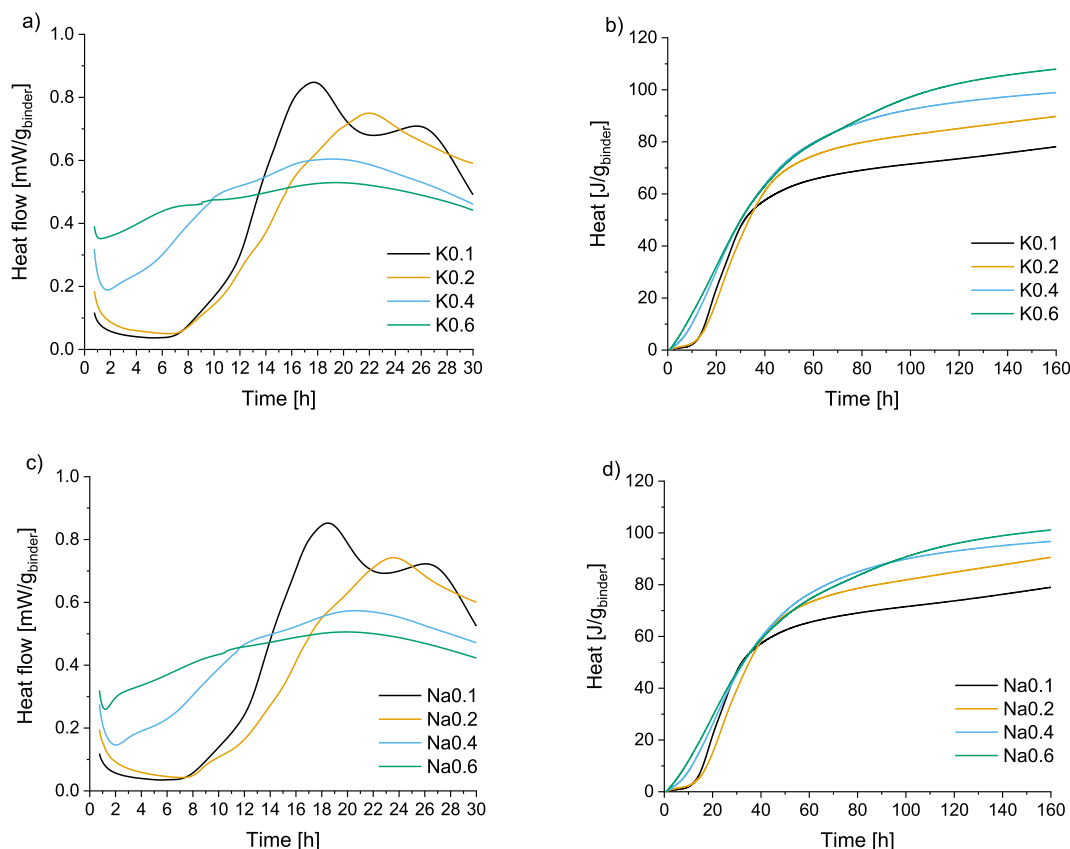 a)
1.0
0.8
0.6
0.4
0.2
0.0
Heat flow [mW/g_binder]
0 2 4 6 8 10 12 14 16 18 20 22 24 26 28 30
Time [h]
K0.1
K0.2
K0.4
K0.6
b)
120
100
80
60
40
20
0
Heat [J/g_binder]
0 20 40 60 80 100 120 140 160
Time [h]
K0.1
K0.2
K0.4
K0.6
c)
1.0
0.8
0.6
0.4
0.2
0.0
Heat flow [mW/g_binder]
0 2 4 6 8 10 12 14 16 18 20 22 24 26 28 30
Time [h]
Na0.1
Na0.2
Na0.4
Na0.6
d)
120
100
80
60
40
20
0
Heat [J/g_binder]
0 20 40 60 80 100 120 140 160
Time [h]
Na0.1
Na0.2
Na0.4
Na0.6